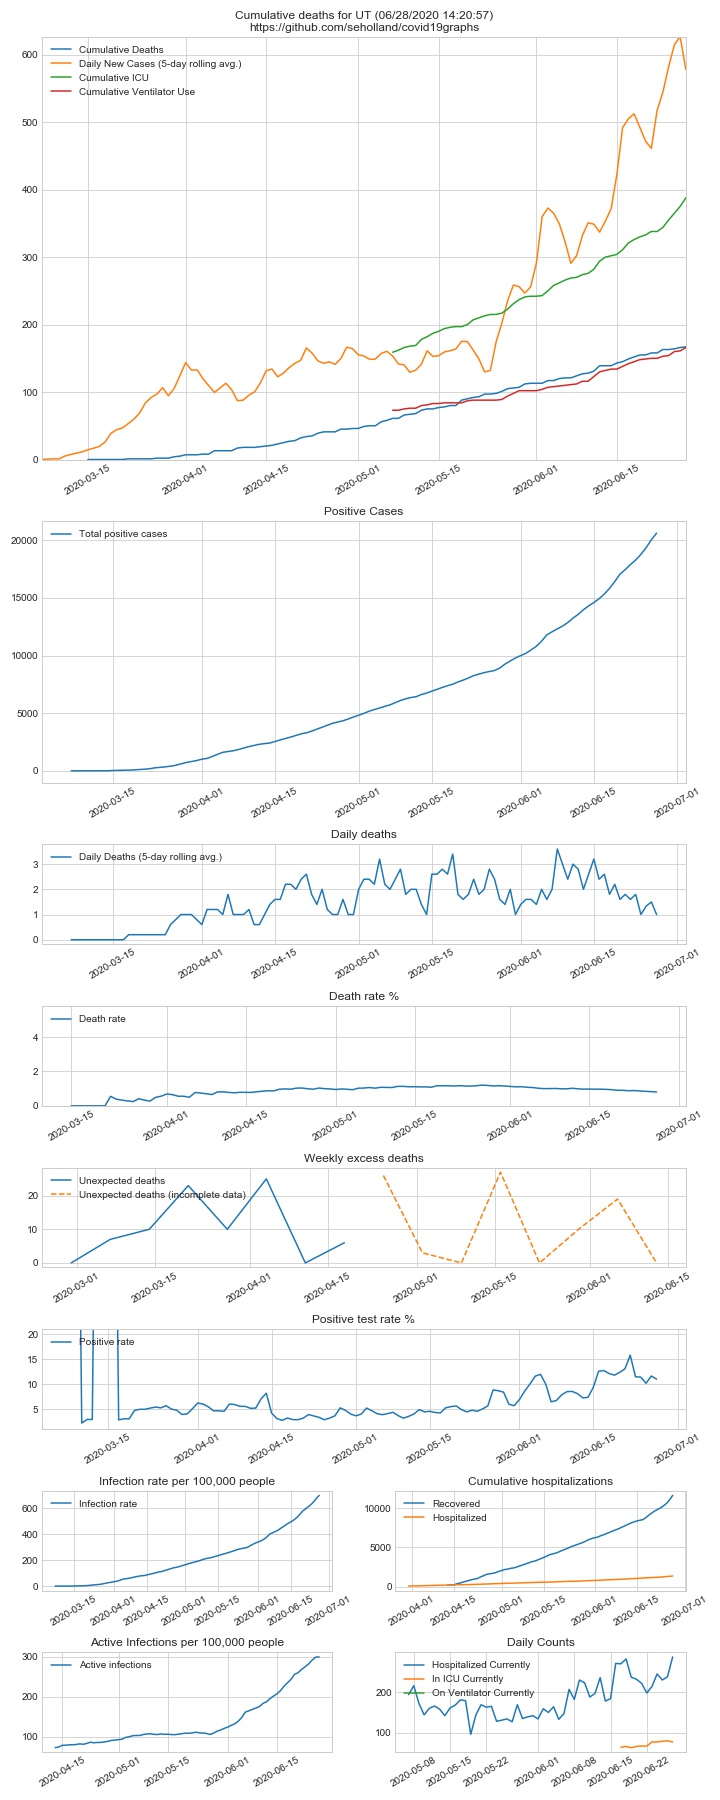 Cumulative deaths for UT (06/28/2020 14:20:57)
https://github.com/seholland/covid19graphs
Cumulative Deaths
Daily New Cases (5-day rolling avg.)
Cumulative ICU
Cumulative Ventilator Use
600
500
400
300
200
100
0
2020-03-15 2020-04-01 2020-04-15 2020-05-01 2020-05-15 2020-06-01 2020-06-15
Positive Cases
Total positive cases
20000
15000
10000
5000
0
2020-03-15 2020-04-01 2020-04-15 2020-05-01 2020-05-15 2020-06-01 2020-06-15 2020-07-01
Daily deaths
Daily Deaths (5-day rolling avg.)
3
2
1
0
2020-03-15 2020-04-01 2020-04-15 2020-05-01 2020-05-15 2020-06-01 2020-06-15 2020-07-01
Death rate %
Death rate
4
2
0
2020-03-15 2020-04-01 2020-04-15 2020-05-01 2020-05-15 2020-06-01 2020-06-15 2020-07-01
Weekly excess deaths
Unexpected deaths
Unexpected deaths (incomplete data)
20
10
0
2020-03-01 2020-03-15 2020-04-01 2020-04-15 2020-05-01 2020-05-15 2020-06-01 2020-06-15
Positive test rate %
Positive rate
20
15
10
5
2020-03-15 2020-04-01 2020-04-15 2020-05-01 2020-05-15 2020-06-01 2020-06-15 2020-07-01
Infection rate per 100,000 people
Infection rate
600
400
200
0
2020-03-15 2020-04-01 2020-04-15 2020-05-01 2020-05-15 2020-06-01 2020-06-15 2020-07-01
Cumulative hospitalizations
Recovered
Hospitalized
10000
5000
0
2020-04-01 2020-04-15 2020-05-01 2020-05-15 2020-06-01 2020-06-15 2020-07-01
Active Infections per 100,000 people
Active infections
300
200
100
2020-04-15 2020-05-01 2020-05-15 2020-06-01 2020-06-15
Daily Counts
Hospitalized Currently
In ICU Currently
On Ventilator Currently
200
100
2020-05-08 2020-05-15 2020-05-22 2020-06-01 2020-06-08 2020-06-15 2020-06-22